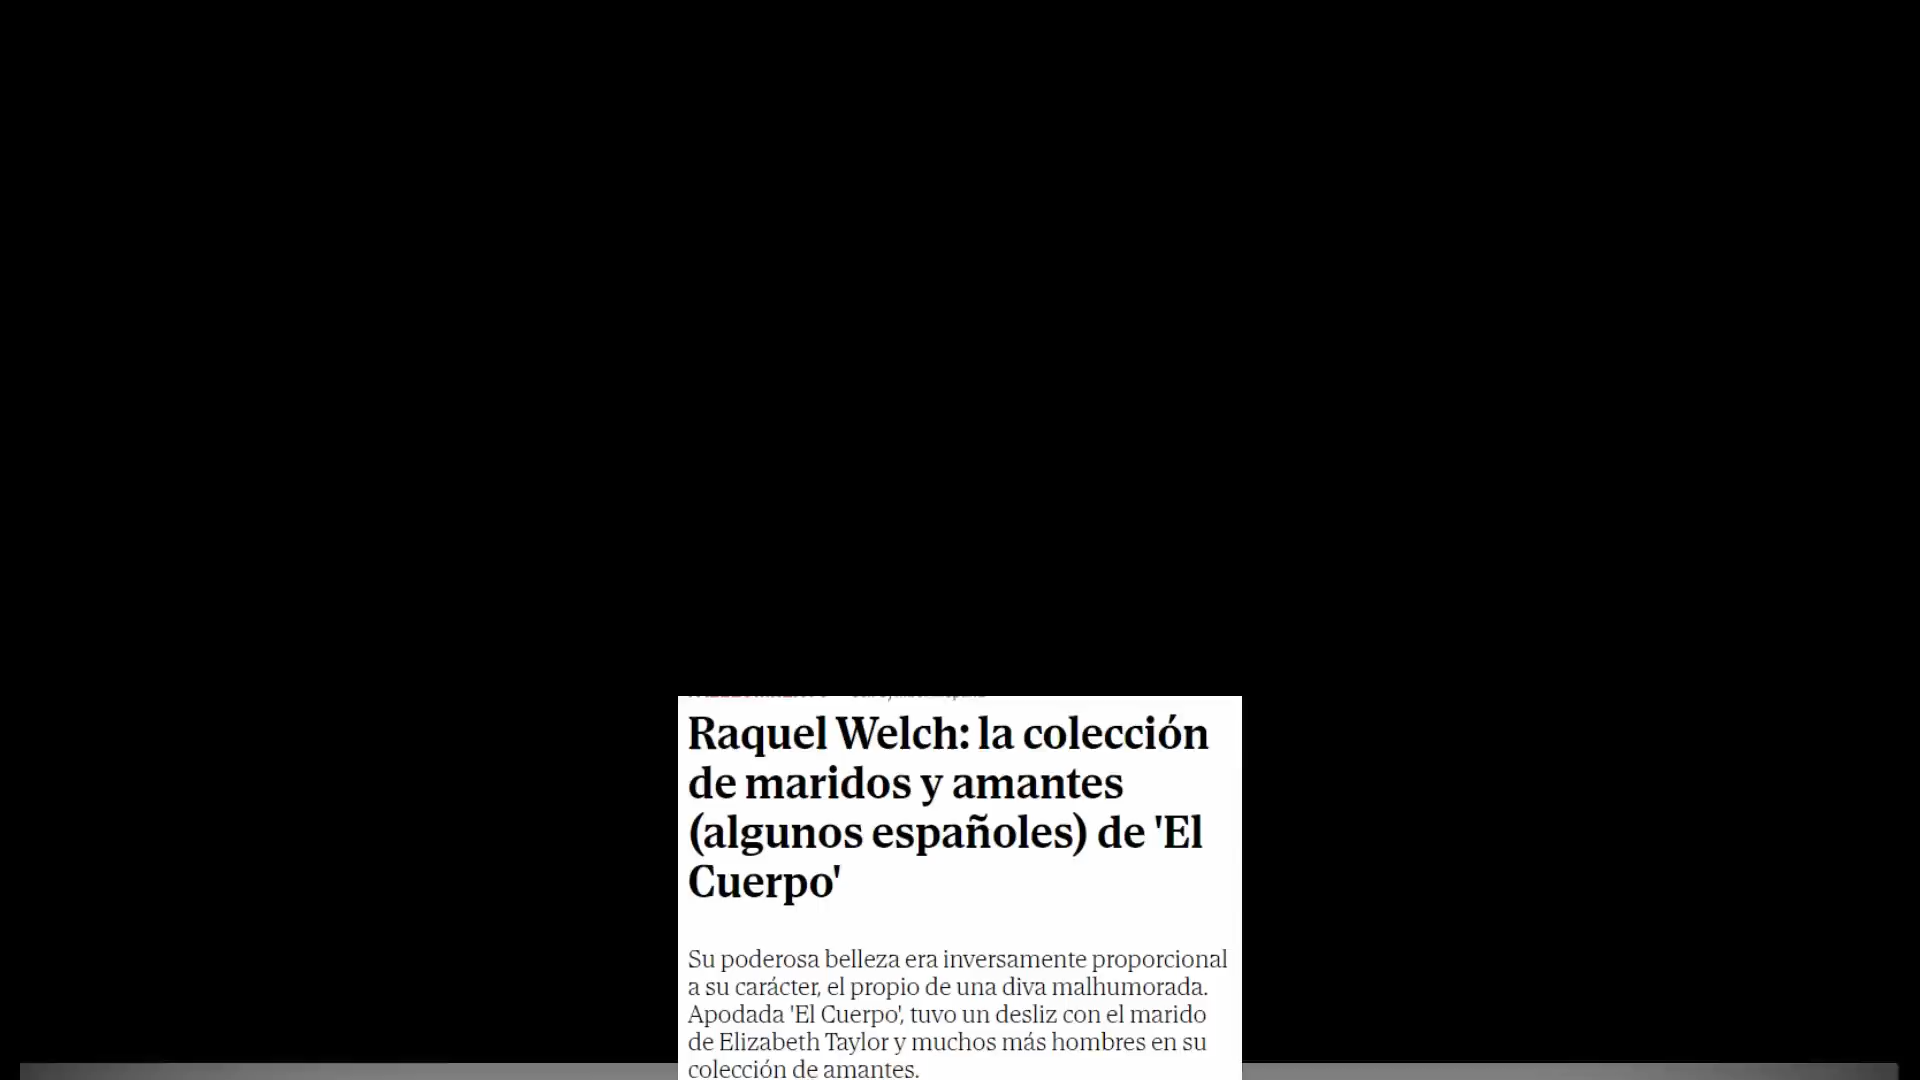 Raquel Welch: la colección
de maridos y amantes
(algunos españoles) de 'El
Cuerpo'
Su poderosa belleza era inversamente proporcional
a su carácter, el propio de una diva malhumorada.
Apodada 'El Cuerpo', tuvo un desliz con el marido
de Elizabeth Taylor y muchos más hombres en su
colección de amantes.